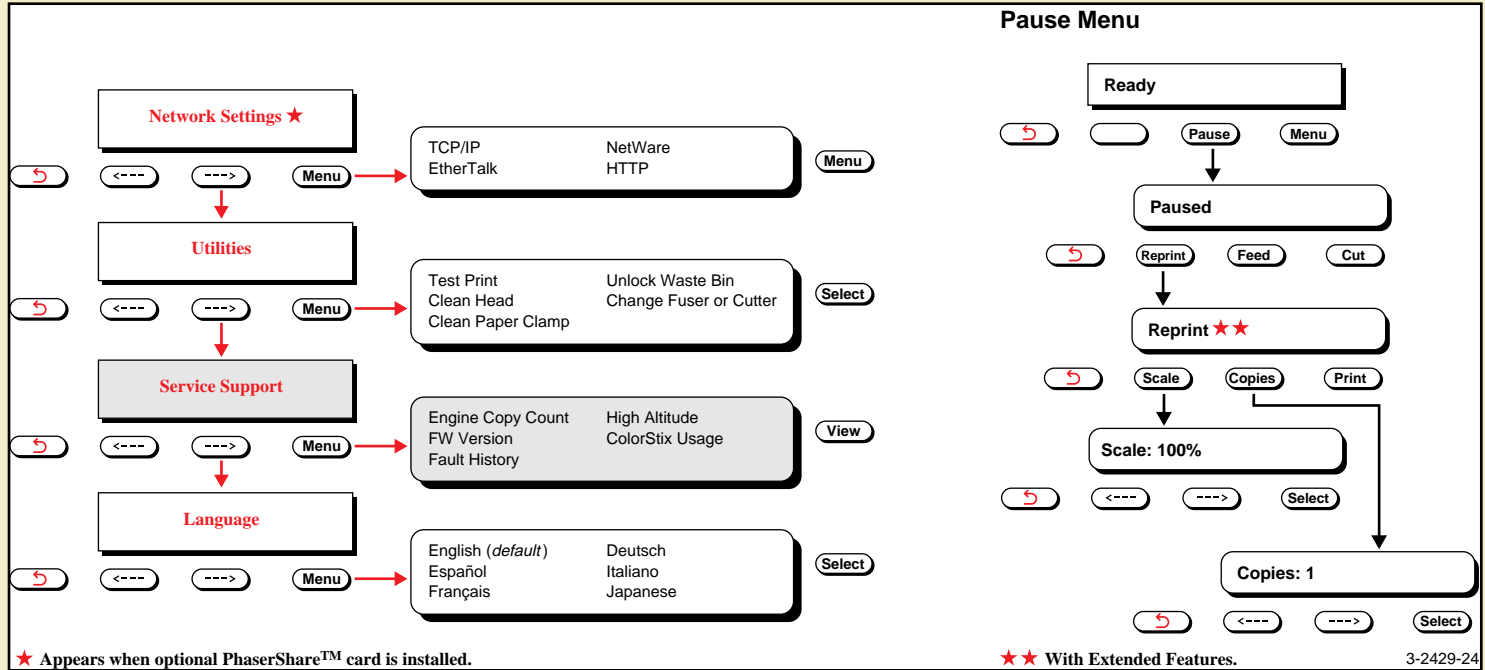 Pause Menu
Network Settings ★
<--- ---> Menu
TCP/IP NetWare
EtherTalk HTTP
Menu
Utilities
<--- ---> Menu
Test Print Unlock Waste Bin
Clean Head Change Fuser or Cutter
Clean Paper Clamp
Select
Service Support
<--- ---> Menu
Engine Copy Count High Altitude
FW Version ColorStix Usage
Fault History
View
Language
<--- ---> Menu
English (default) Deutsch
Español Italiano
Français Japanese
Select
★ Appears when optional PhaserShare™ card is installed.
Ready
Pause Menu
Paused
Reprint Feed Cut
Reprint ★★
Scale Copies Print
Scale: 100%
<--- ---> Select
Copies: 1
<--- ---> Select
★★ With Extended Features.
3-2429-24